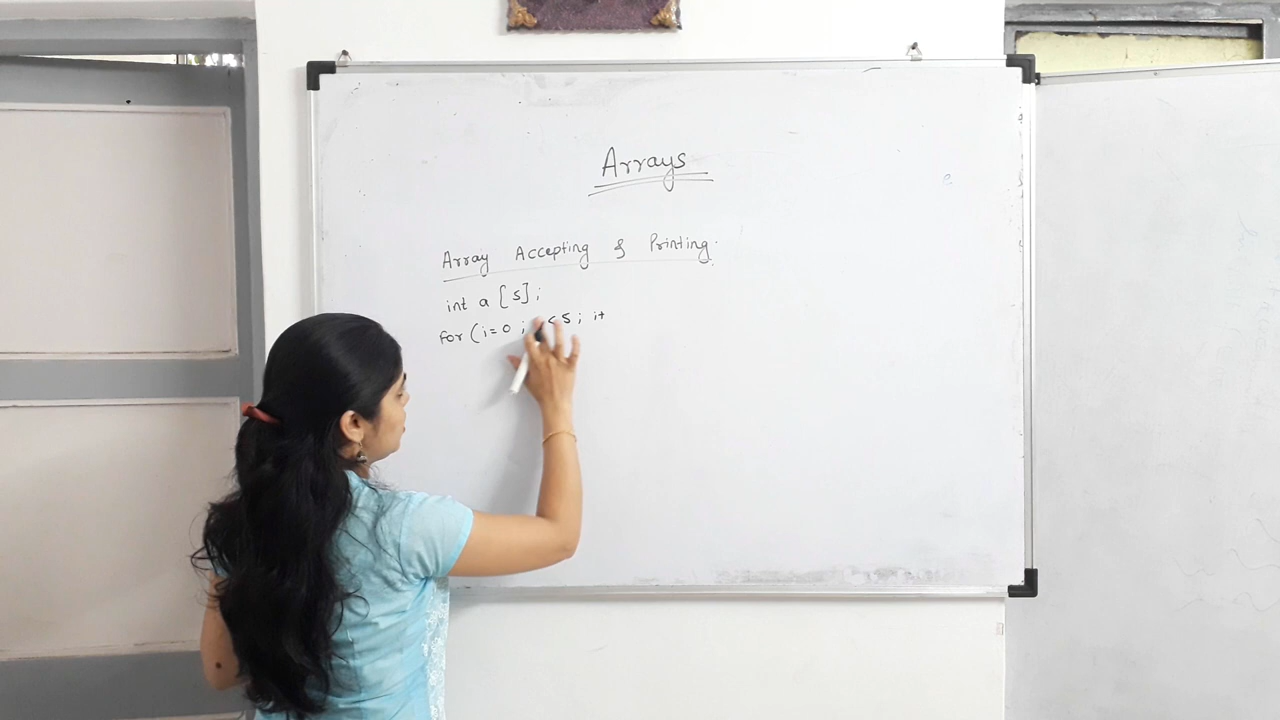 Arrays
Array Accepting & Printing.
int a [5];
for (i=0 ; <5; i+